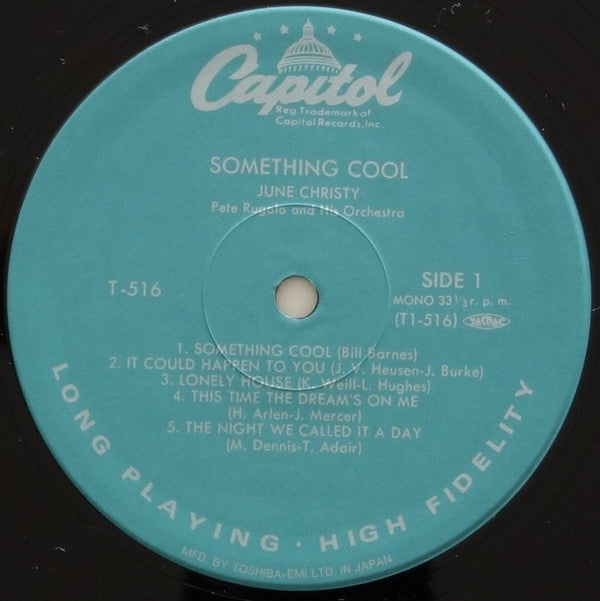 Capitol
Reg Trademark of
Capitol Records, Inc.
SOMETHING COOL
JUNE CHRISTY
Pete Rugolo and His Orchestra
T-516
SIDE 1
MONO 33 1/3 r. p. m.
(T1-516)
1. SOMETHING COOL (Bill Barnes)
2. IT COULD HAPPEN TO YOU (J. V. Heusen-J. Burke)
3. LONELY HOUSE (K. Weill-L. Hughes)
4. THIS TIME THE DREAM'S ON ME
(H. Arlen-J. Mercer)
5. THE NIGHT WE CALLED IT A DAY
(M. Dennis-T. Adair)
LONG PLAYING · HIGH FIDELITY
MFD. BY TOSHIBA-EMI LTD. IN JAPAN